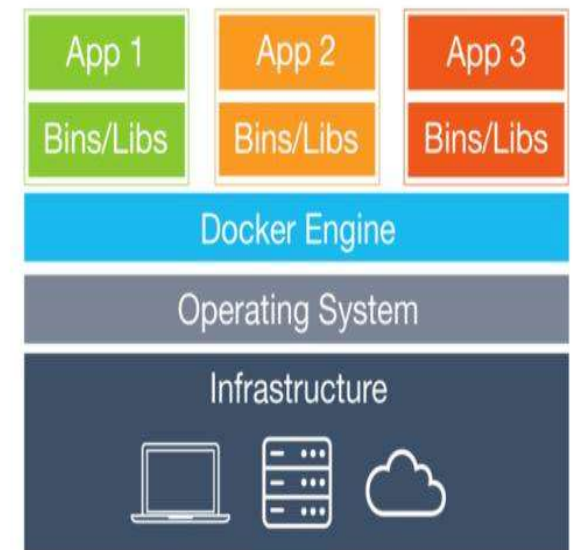 App 1
App 2
App 3
Bins/Libs
Bins/Libs
Bins/Libs
Docker Engine
Operating System
Infrastructure